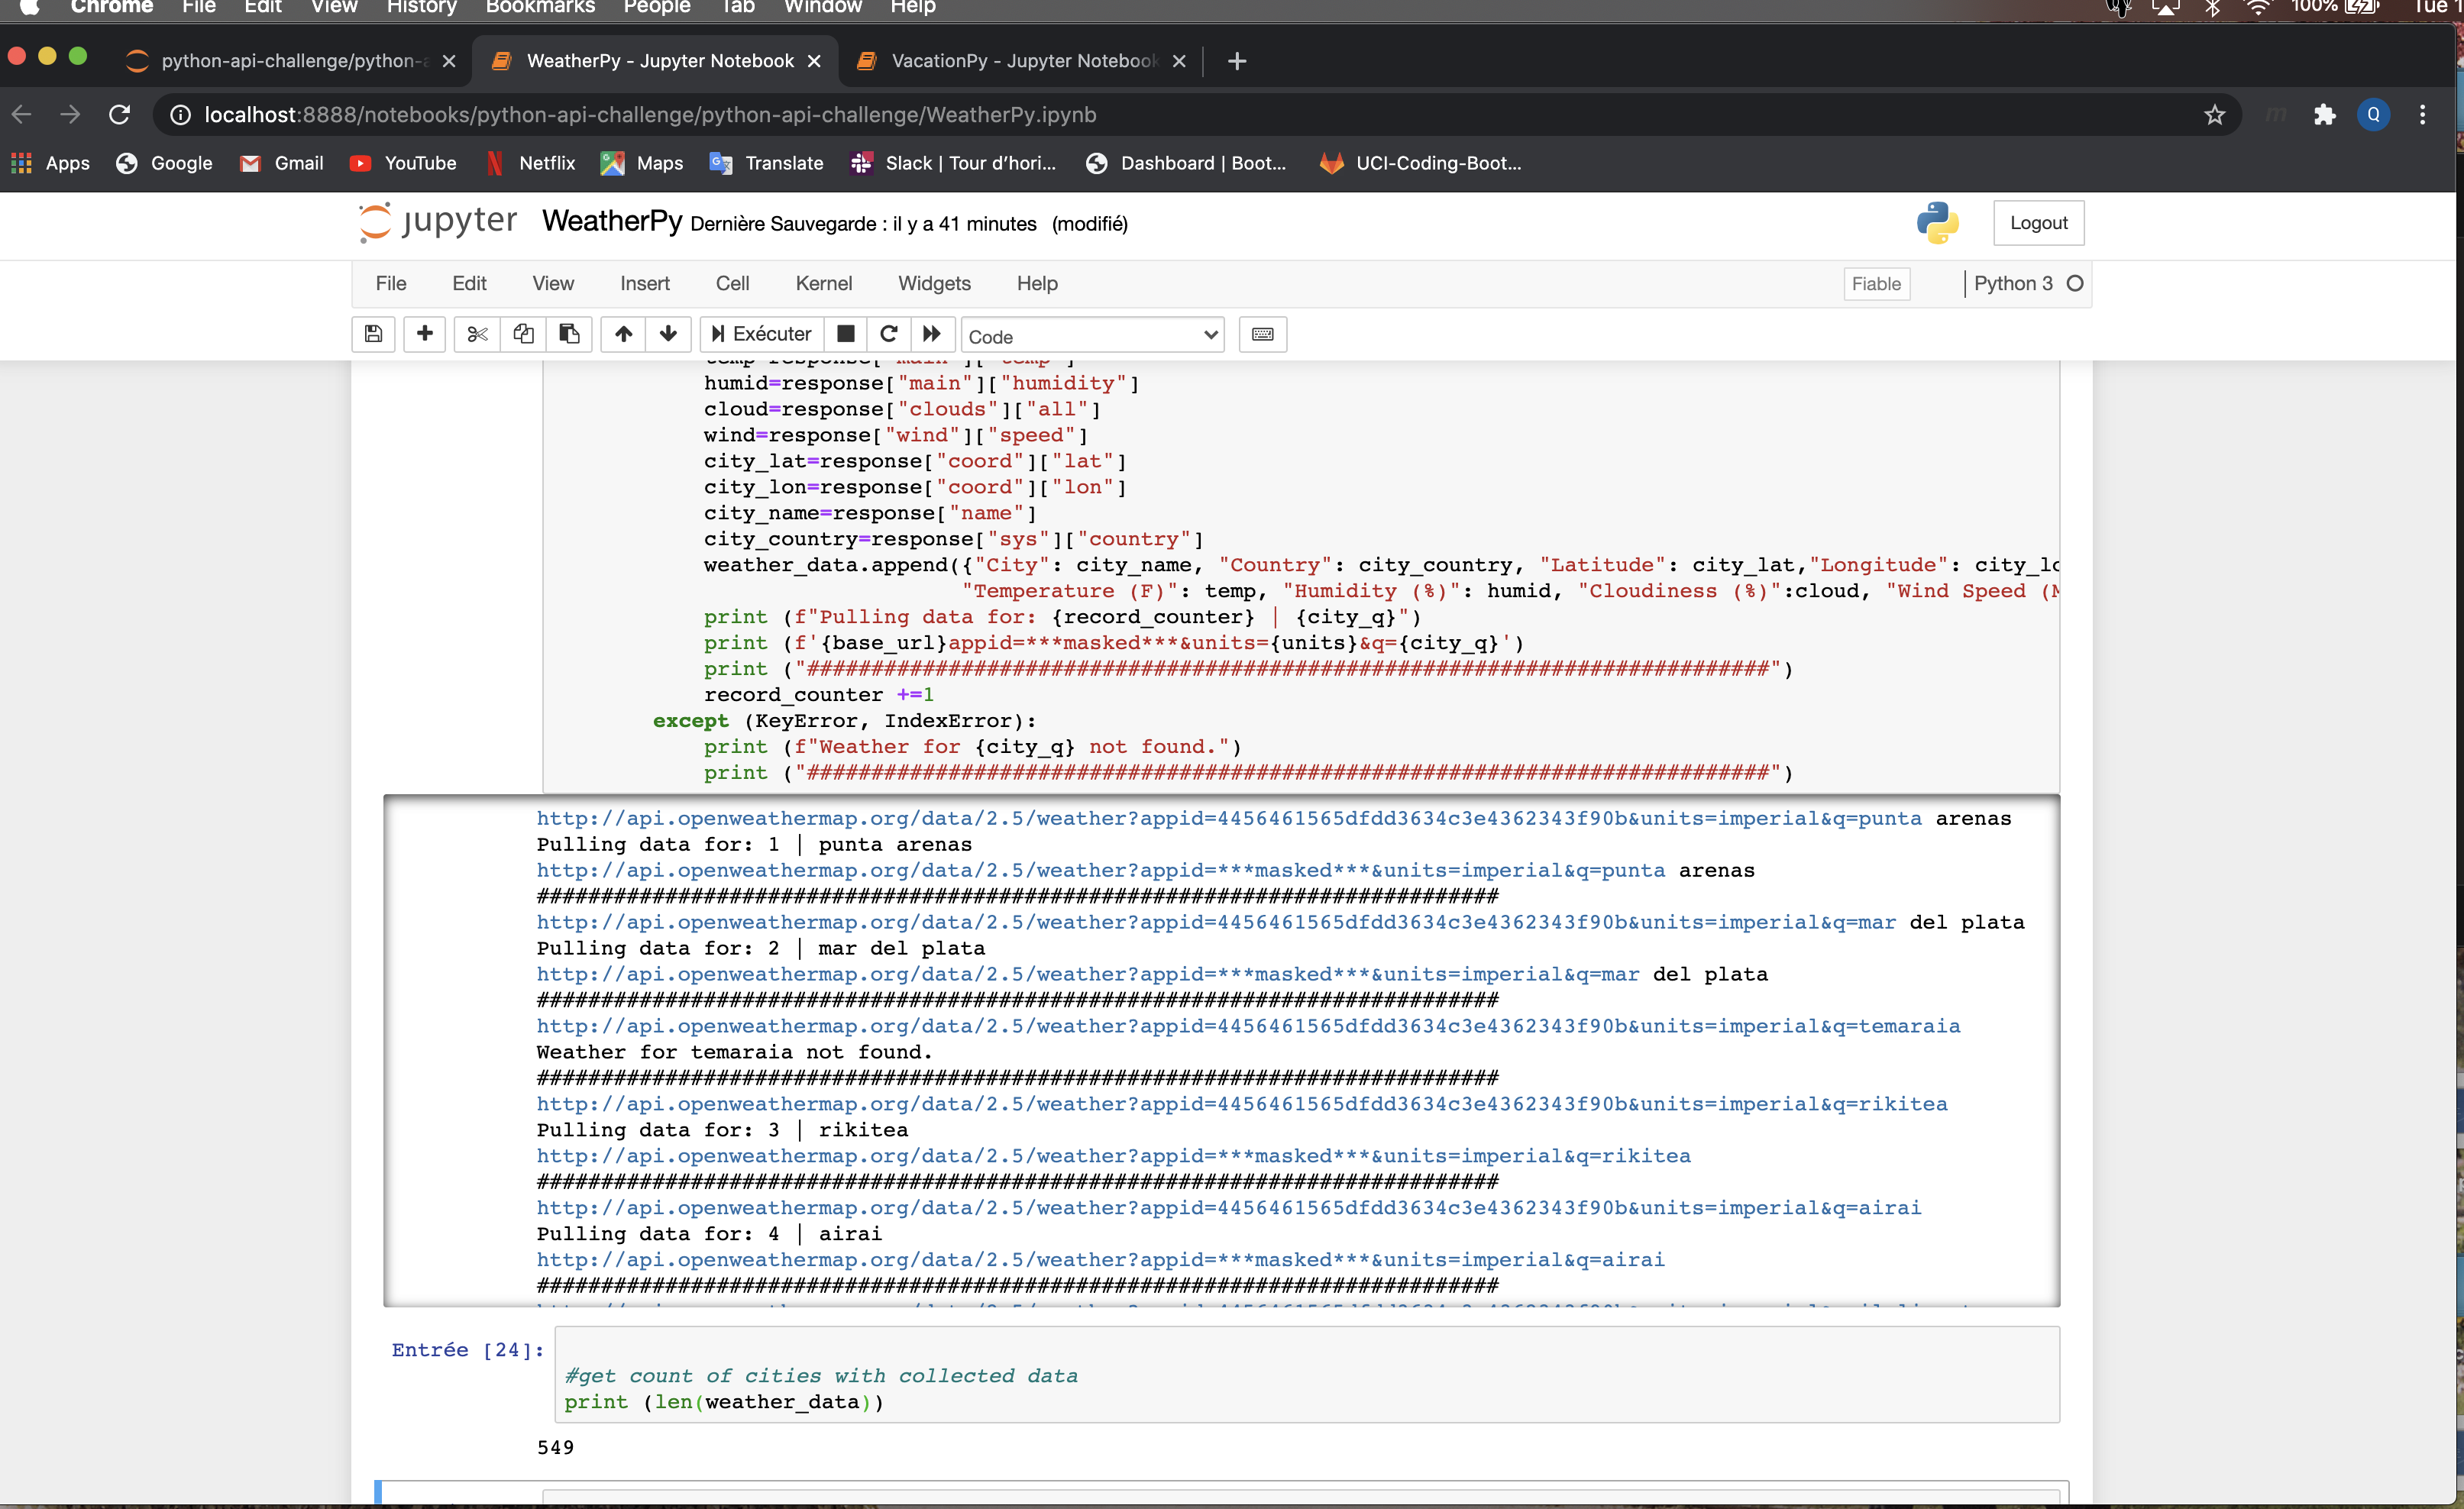 Chrome File Edit View History Bookmarks People Tab Window Help 100% Tue 1
python-api-challenge/python-a WeatherPy - Jupyter Notebook VacationPy - Jupyter Notebook
localhost:8888/notebooks/python-api-challenge/python-api-challenge/WeatherPy.ipynb Q
Apps Google Gmail YouTube Netflix Maps Translate Slack | Tour d'hori... Dashboard | Boot... UCI-Coding-Boot...
jupyter WeatherPy Dernière Sauvegarde : il y a 41 minutes (modifié) Logout
File Edit View Insert Cell Kernel Widgets Help Fiable Python 3
Exécuter Code
temp=response["main"]["temp"]
humid=response["main"]["humidity"]
cloud=response["clouds"]["all"]
wind=response["wind"]["speed"]
city_lat=response["coord"]["lat"]
city_lon=response["coord"]["lon"]
city_name=response["name"]
city_country=response["sys"]["country"]
weather_data.append({"City": city_name, "Country": city_country, "Latitude": city_lat,"Longitude": city_lo
"Temperature (F)": temp, "Humidity (%)": humid, "Cloudiness (%)":cloud, "Wind Speed (M
print (f"Pulling data for: {record_counter} | {city_q}")
print (f'{base_url}appid=***masked***&units={units}&q={city_q}')
print ("###########################################################################")
record_counter +=1
except (KeyError, IndexError):
print (f"Weather for {city_q} not found.")
print ("###########################################################################")
http://api.openweathermap.org/data/2.5/weather?appid=4456461565dfdd3634c3e4362343f90b&units=imperial&q=punta arenas
Pulling data for: 1 | punta arenas
http://api.openweathermap.org/data/2.5/weather?appid=***masked***&units=imperial&q=punta arenas
###########################################################################
http://api.openweathermap.org/data/2.5/weather?appid=4456461565dfdd3634c3e4362343f90b&units=imperial&q=mar del plata
Pulling data for: 2 | mar del plata
http://api.openweathermap.org/data/2.5/weather?appid=***masked***&units=imperial&q=mar del plata
###########################################################################
http://api.openweathermap.org/data/2.5/weather?appid=4456461565dfdd3634c3e4362343f90b&units=imperial&q=temaraia
Weather for temaraia not found.
###########################################################################
http://api.openweathermap.org/data/2.5/weather?appid=4456461565dfdd3634c3e4362343f90b&units=imperial&q=rikitea
Pulling data for: 3 | rikitea
http://api.openweathermap.org/data/2.5/weather?appid=***masked***&units=imperial&q=rikitea
###########################################################################
http://api.openweathermap.org/data/2.5/weather?appid=4456461565dfdd3634c3e4362343f90b&units=imperial&q=airai
Pulling data for: 4 | airai
http://api.openweathermap.org/data/2.5/weather?appid=***masked***&units=imperial&q=airai
###########################################################################
Entrée [24]:
#get count of cities with collected data
print (len(weather_data))
549